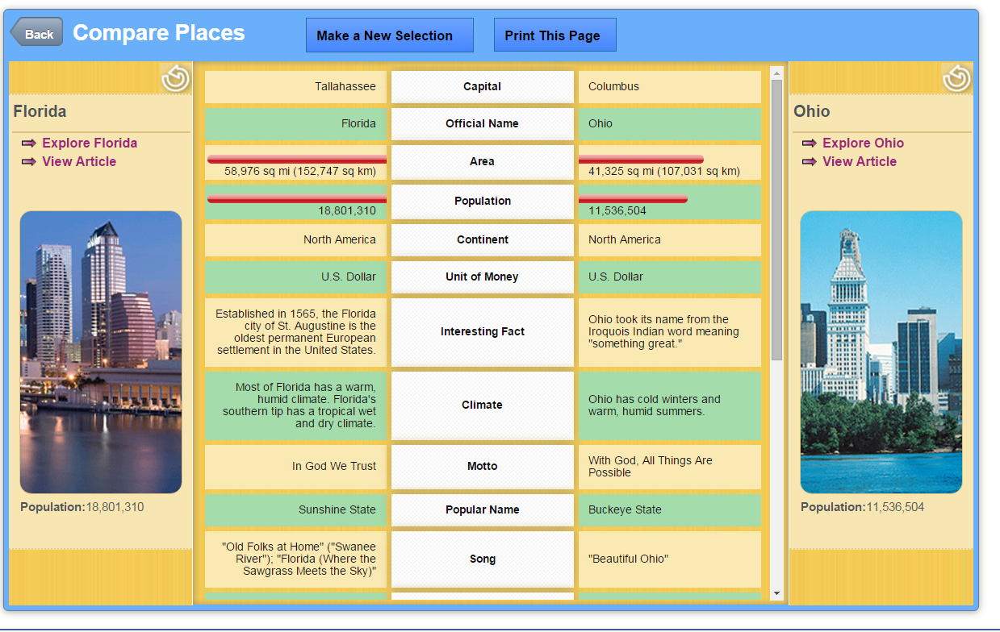 Back
Compare Places
Make a New Selection
Print This Page
Florida
Explore Florida
View Article
Population:18,801,310
Tallahassee
Capital
Columbus
Florida
Official Name
Ohio
58,976 sq mi (152,747 sq km)
Area
41,325 sq mi (107,031 sq km)
18,801,310
Population
11,536,504
North America
Continent
North America
U.S. Dollar
Unit of Money
U.S. Dollar
Established in 1565, the Florida
city of St. Augustine is the
oldest permanent European
settlement in the United States.
Interesting Fact
Ohio took its name from the
Iroquois Indian word meaning
"something great."
Most of Florida has a warm,
humid climate. Florida's
southern tip has a tropical wet
and dry climate.
Climate
Ohio has cold winters and
warm, humid summers.
In God We Trust
Motto
With God, All Things Are
Possible
Sunshine State
Popular Name
Buckeye State
"Old Folks at Home" ("Swanee
River"); "Florida (Where the
Sawgrass Meets the Sky)"
Song
"Beautiful Ohio"
Ohio
Explore Ohio
View Article
Population:11,536,504